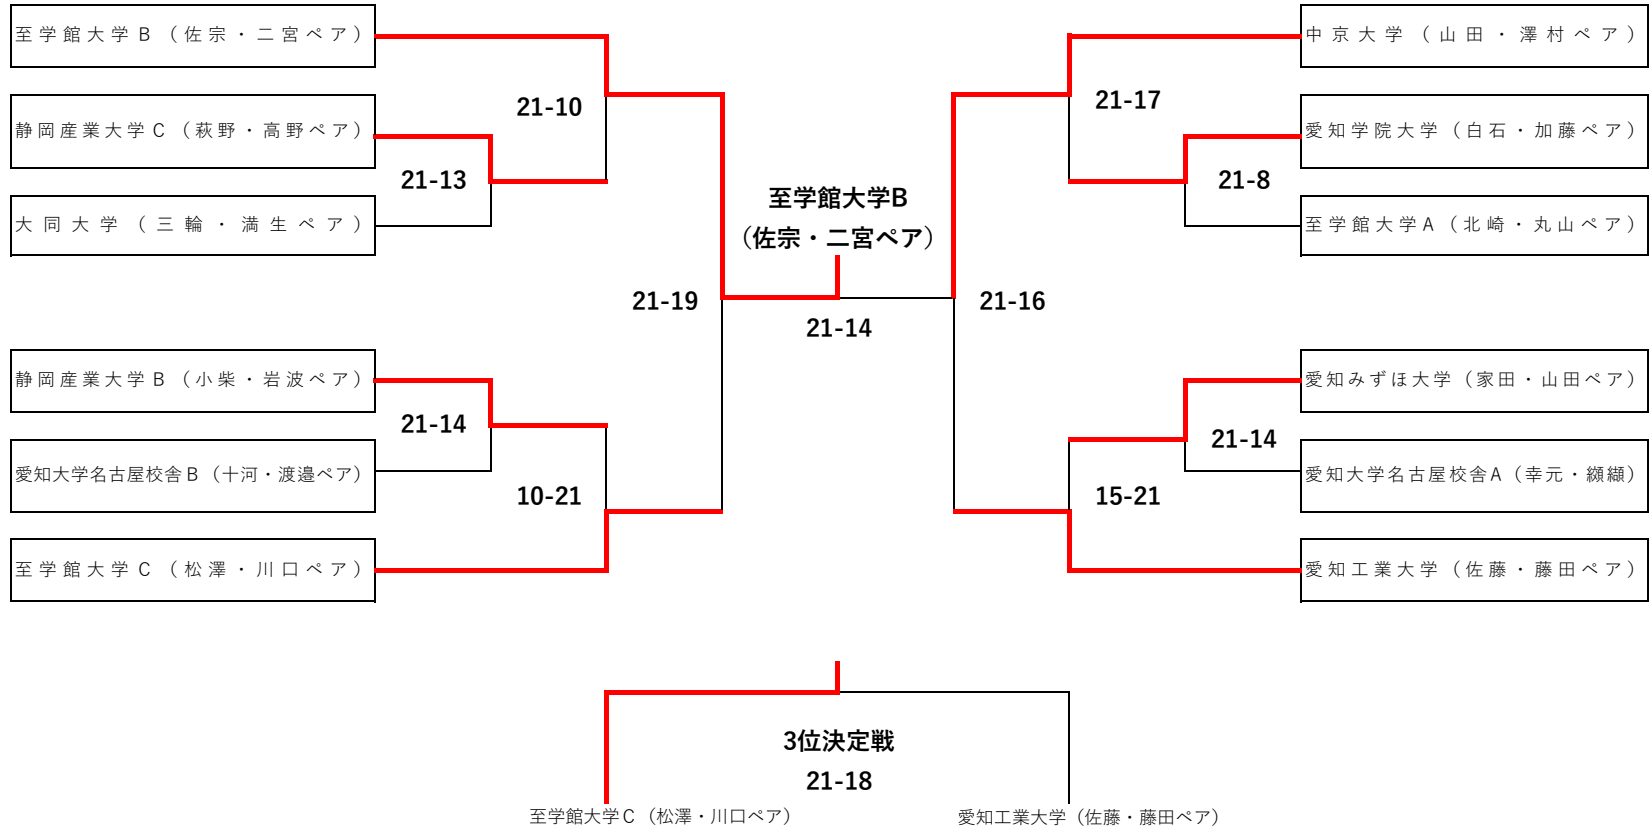 至学館大学B（佐宗・二宮ペア）
静岡産業大学C（萩野・高野ペア）
大同大学（三輪・満生ペア）
21-10
21-13
静岡産業大学B（小柴・岩波ペア）
愛知大学名古屋校舎B（十河・渡邉ペア）
至学館大学C（松澤・川口ペア）
21-14
10-21
21-19
至学館大学B
（佐宗・二宮ペア）
21-14
21-16
中京大学（山田・澤村ペア）
愛知学院大学（白石・加藤ペア）
至学館大学A（北崎・丸山ペア）
21-17
21-8
愛知みずほ大学（家田・山田ペア）
愛知大学名古屋校舎A（幸元・纐纈）
愛知工業大学（佐藤・藤田ペア）
21-14
15-21
3位決定戦
21-18
至学館大学C（松澤・川口ペア）
愛知工業大学（佐藤・藤田ペア）